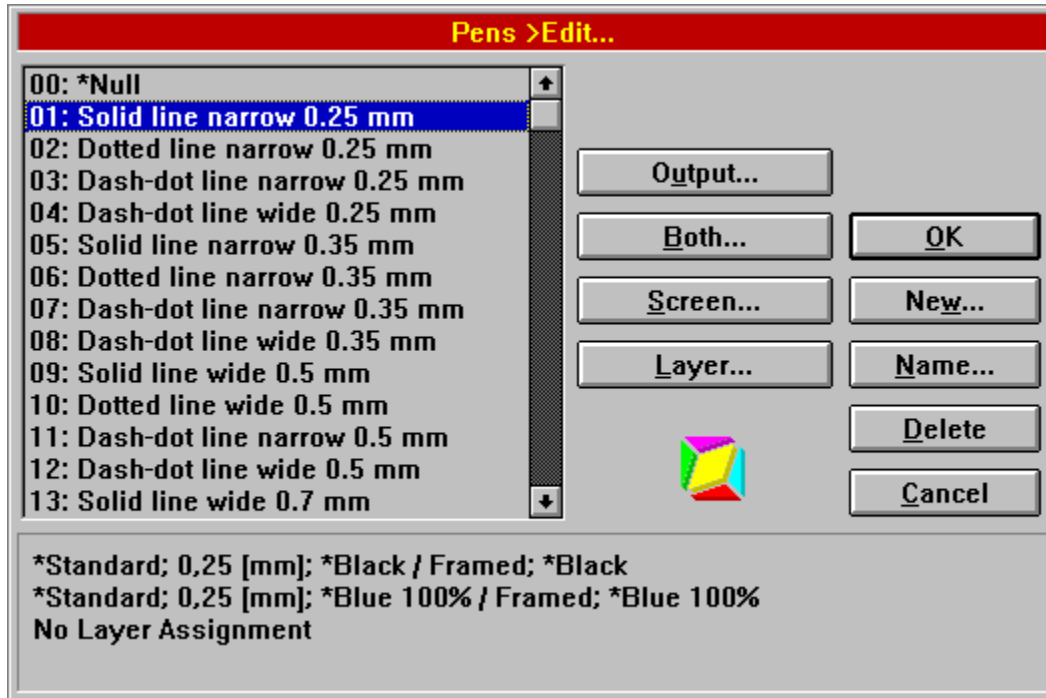 Pens >Edit...
00: *Null
01: Solid line narrow 0.25 mm
02: Dotted line narrow 0.25 mm
03: Dash-dot line narrow 0.25 mm
04: Dash-dot line wide 0.25 mm
05: Solid line narrow 0.35 mm
06: Dotted line narrow 0.35 mm
07: Dash-dot line narrow 0.35 mm
08: Dash-dot line wide 0.35 mm
09: Solid line wide 0.5 mm
10: Dotted line wide 0.5 mm
11: Dash-dot line narrow 0.5 mm
12: Dash-dot line wide 0.5 mm
13: Solid line wide 0.7 mm
Output...
Both...
Screen...
Layer...
OK
New...
Name...
Delete
Cancel
*Standard; 0,25 [mm]; *Black / Framed; *Black
*Standard; 0,25 [mm]; *Blue 100% / Framed; *Blue 100%
No Layer Assignment